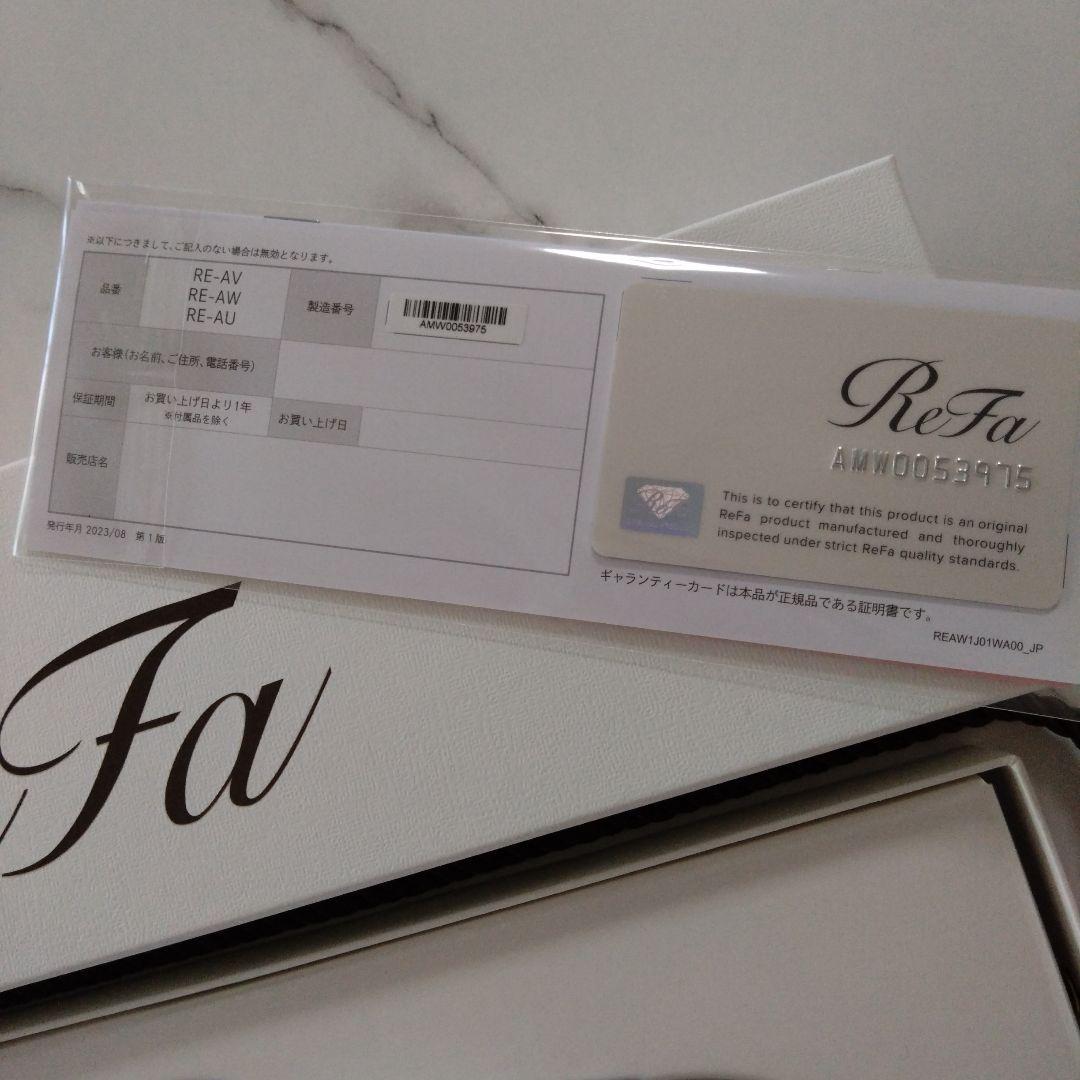 ※以下につきまして、ご記入のない場合は無効となります。
品番
RE-AV
RE-AW
RE-AU
製造番号
AMW0053975
お客様(お名前、ご住所、電話番号)
保証期間
お買い上げ日より1年
※付属品を除く
お買い上げ日
販売店名
発行年月 2023/08 第1版
ReFa
AMW0053975
This is to certify that this product is an original
ReFa product manufactured and thoroughly
inspected under strict ReFa quality standards.
ギャランティーカードは本品が正規品である証明書です。
REAW1J01WA00_JP
Fa